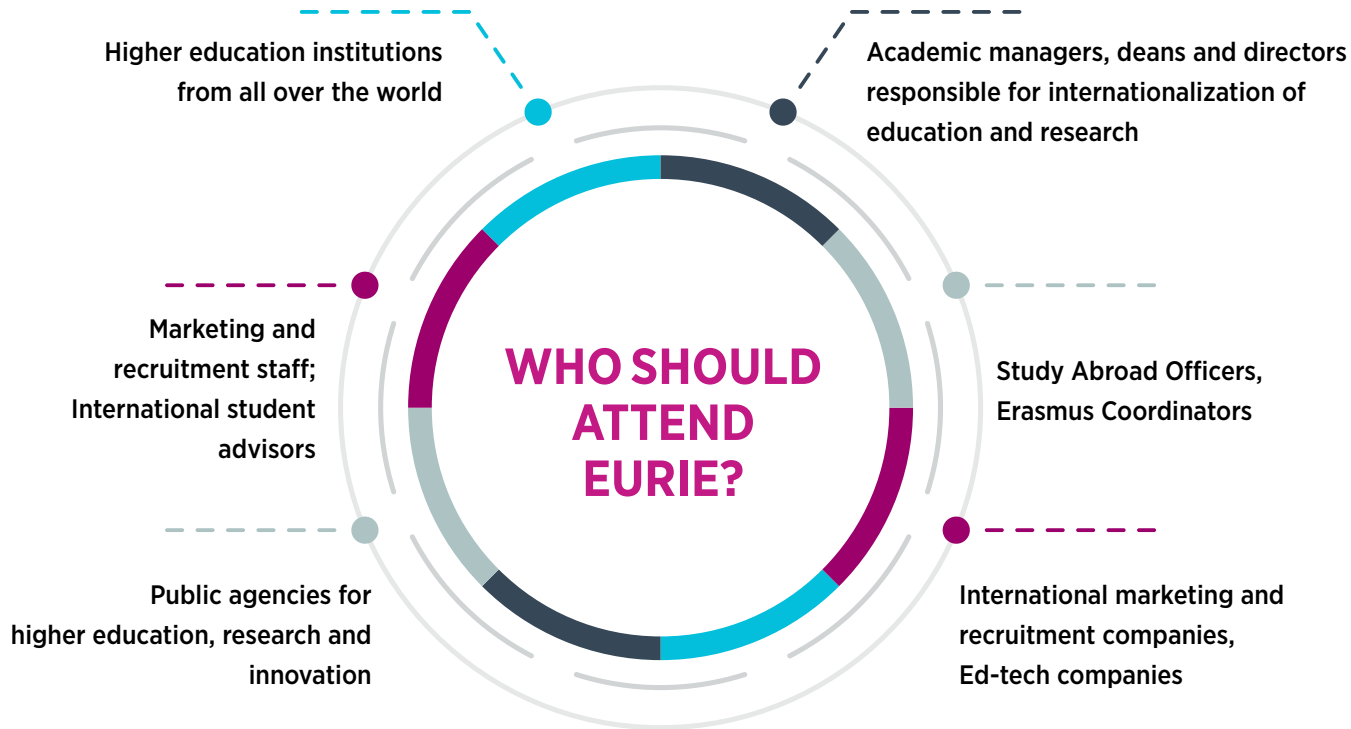 Higher education institutions
from all over the world
Academic managers, deans and directors
responsible for internationalization of
education and research
Marketing and
recruitment staff;
International student
advisors
WHO SHOULD
ATTEND
EURIE?
Study Abroad Officers,
Erasmus Coordinators
Public agencies for
higher education, research and
innovation
International marketing and
recruitment companies,
Ed-tech companies